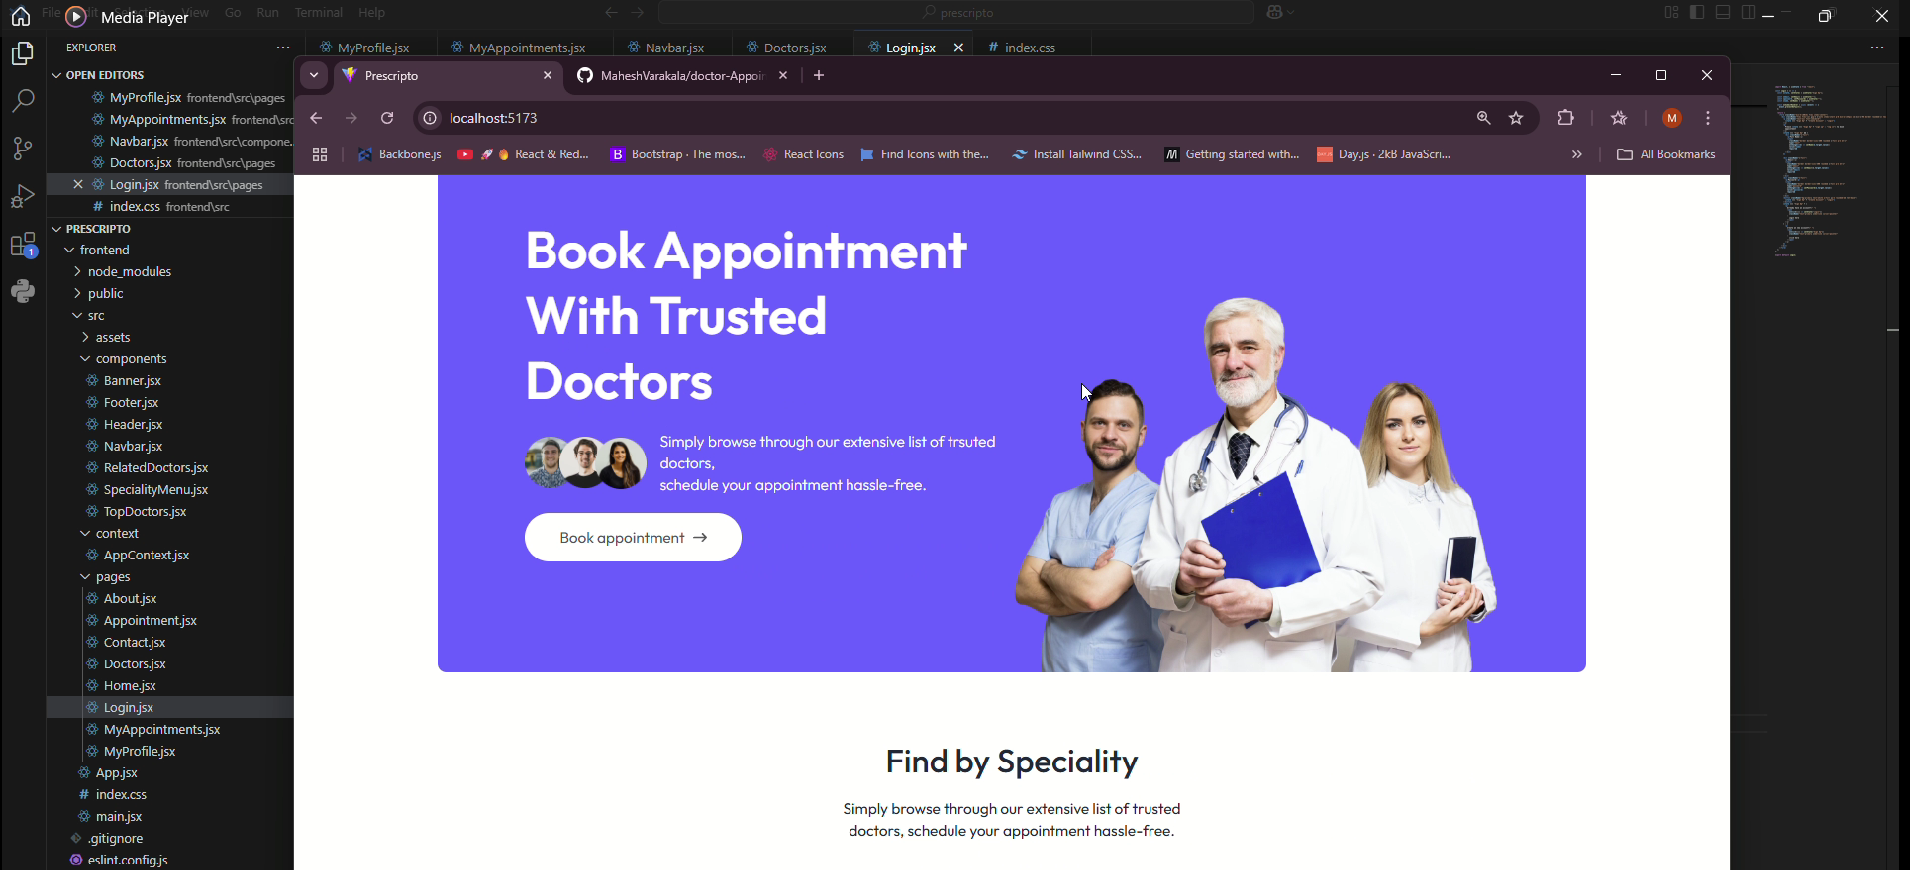 File Edit Selection View Go Run Terminal Help
Media Player
prescripto
EXPLORER
OPEN EDITORS
MyProfile.jsx frontend\src\pages
MyAppointments.jsx frontend\src
Navbar.jsx frontend\src\compone...
Doctors.jsx frontend\src\pages
Login.jsx frontend\src\pages
index.css frontend\src
PRESCRIPTO
frontend
node_modules
public
src
assets
components
Banner.jsx
Footer.jsx
Header.jsx
Navbar.jsx
RelatedDoctors.jsx
SpecialityMenu.jsx
TopDoctors.jsx
context
AppContext.jsx
pages
About.jsx
Appointment.jsx
Contact.jsx
Doctors.jsx
Home.jsx
Login.jsx
MyAppointments.jsx
MyProfile.jsx
App.jsx
index.css
main.jsx
.gitignore
eslint.config.js
1
MyProfile.jsx MyAppointments.jsx Navbar.jsx Doctors.jsx Login.jsx index.css
Prescripto MaheshVarakala/doctor-Appoin
localhost:5173
M
Backbone.js React & Red... Bootstrap · The mos... React Icons Find Icons with the... Install Tailwind CSS... Getting started with... Day.js · 2kB JavaScri... All Bookmarks
Book Appointment
With Trusted
Doctors
Simply browse through our extensive list of trsuted
doctors,
schedule your appointment hassle-free.
Book appointment →
Find by Speciality
Simply browse through our extensive list of trusted
doctors, schedule your appointment hassle-free.